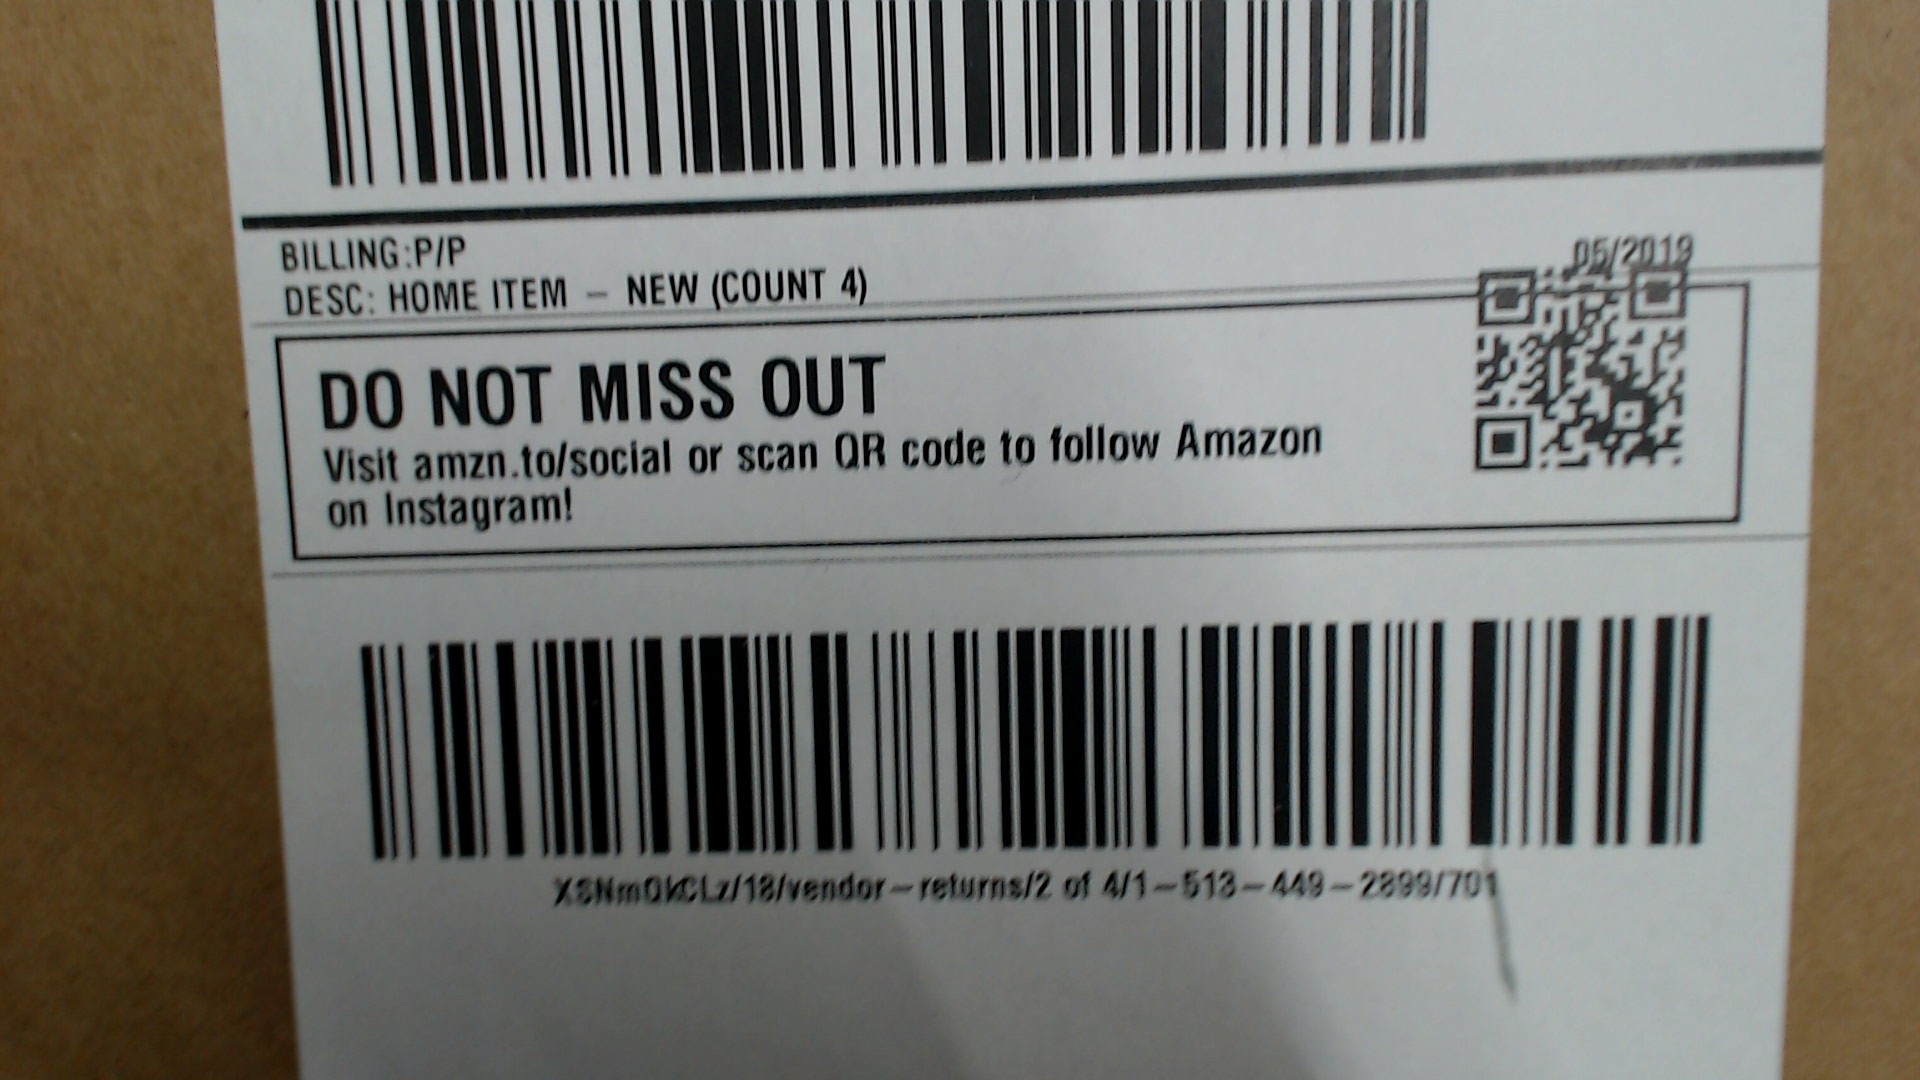 BILLING:P/P
05/2019
DESC: HOME ITEM – NEW (COUNT 4)
DO NOT MISS OUT
Visit amzn.to/social or scan QR code to follow Amazon
on Instagram!
XSNmQkCLz/18/vendor-returns/2 of 4/1-513-449-2899/701